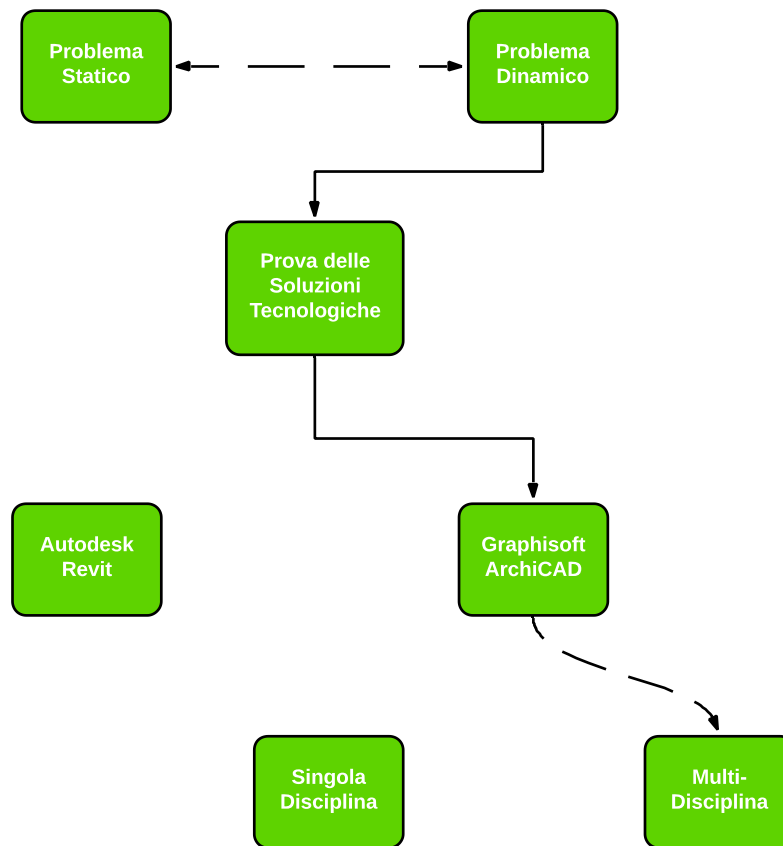 Problema
Statico
Problema
Dinamico
Prova delle
Soluzioni
Tecnologiche
Autodesk
Revit
Graphisoft
ArchiCAD
Singola
Disciplina
Multi-
Disciplina